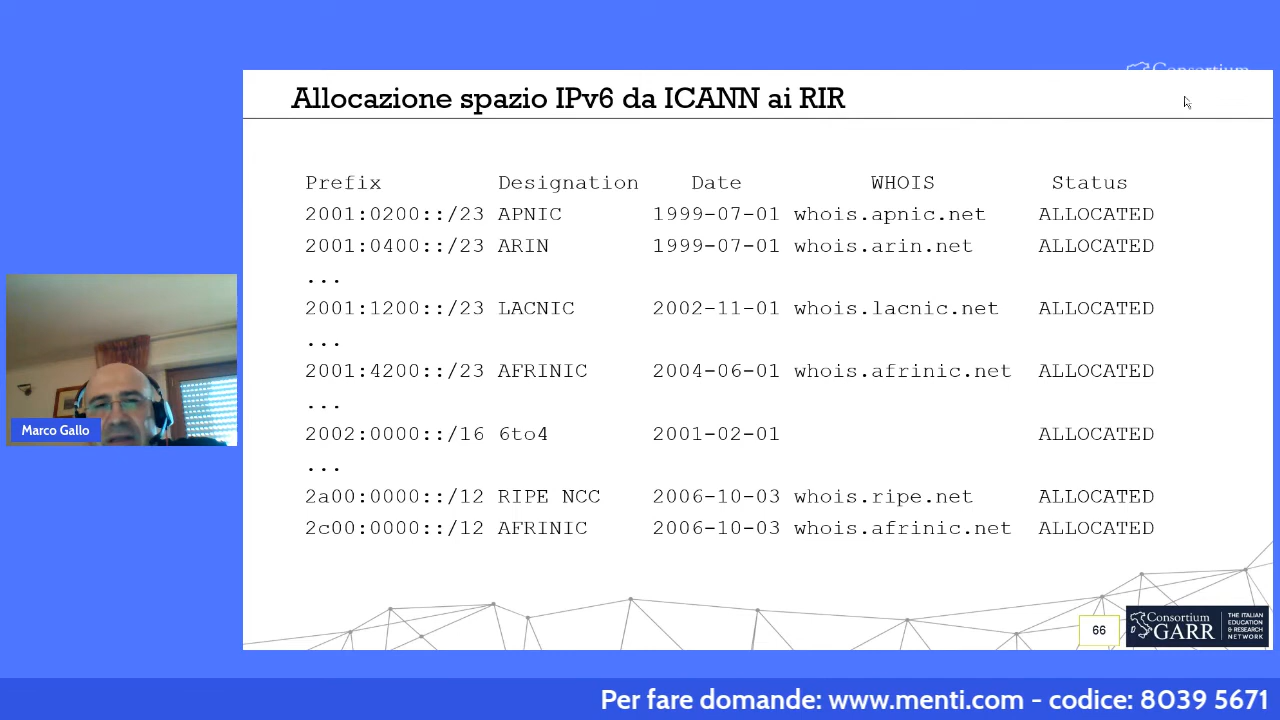 Consortium
Allocazione spazio IPv6 da ICANN ai RIR
Prefix Designation Date WHOIS Status
2001:0200::/23 APNIC 1999-07-01 whois.apnic.net ALLOCATED
2001:0400::/23 ARIN 1999-07-01 whois.arin.net ALLOCATED
...
2001:1200::/23 LACNIC 2002-11-01 whois.lacnic.net ALLOCATED
...
2001:4200::/23 AFRINIC 2004-06-01 whois.afrinic.net ALLOCATED
...
2002:0000::/16 6to4 2001-02-01 ALLOCATED
...
2a00:0000::/12 RIPE NCC 2006-10-03 whois.ripe.net ALLOCATED
2c00:0000::/12 AFRINIC 2006-10-03 whois.afrinic.net ALLOCATED
Marco Gallo
66
Consortium
GARR
THE ITALIAN
EDUCATION
& RESEARCH
NETWORK
Per fare domande: www.menti.com - codice: 8039 5671